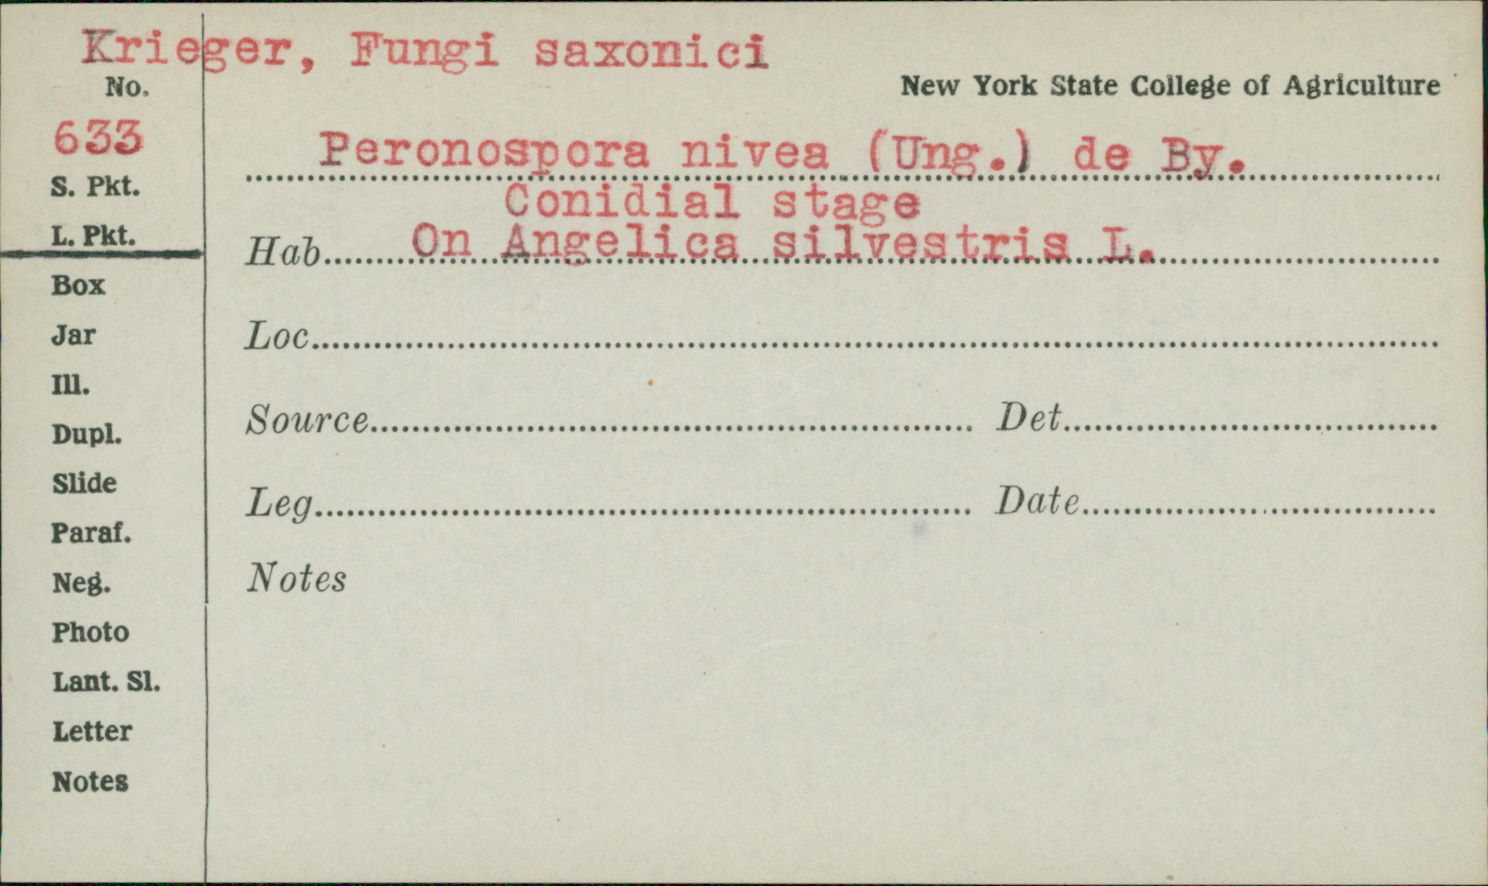 Krieger, Fungi saxonici
No.
New York State College of Agriculture
633
Peronospora nivea (Ung.) de By.
S. Pkt.
Conidial stage
L. Pkt.
Hab. On Angelica silvestris L.
Box
Loc.
Jar
Ill.
Source Det.
Dupl.
Slide
Leg. Date
Paraf.
Neg.
Notes
Photo
Lant. Sl.
Letter
Notes